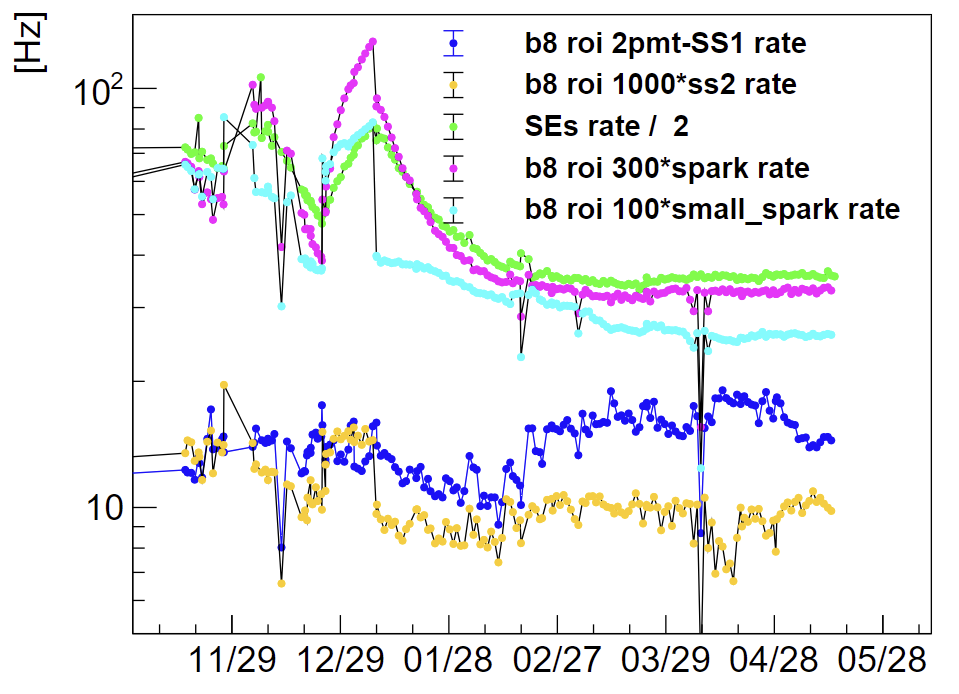 [Hz]
b8 roi 2pmt-SS1 rate
b8 roi 1000*ss2 rate
SEs rate / 2
b8 roi 300*spark rate
b8 roi 100*small_spark rate
10²
10
11/29 12/29 01/28 02/27 03/29 04/28 05/28